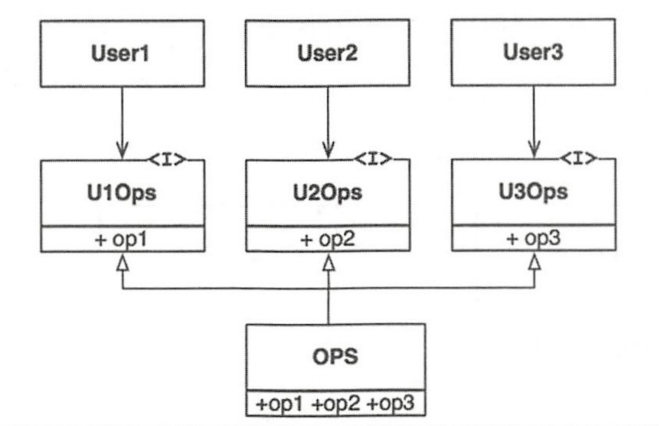 User1 User2 User3
<I> <I> <I>
U1Ops U2Ops U3Ops
+ op1 + op2 + op3
OPS
+op1 +op2 +op3